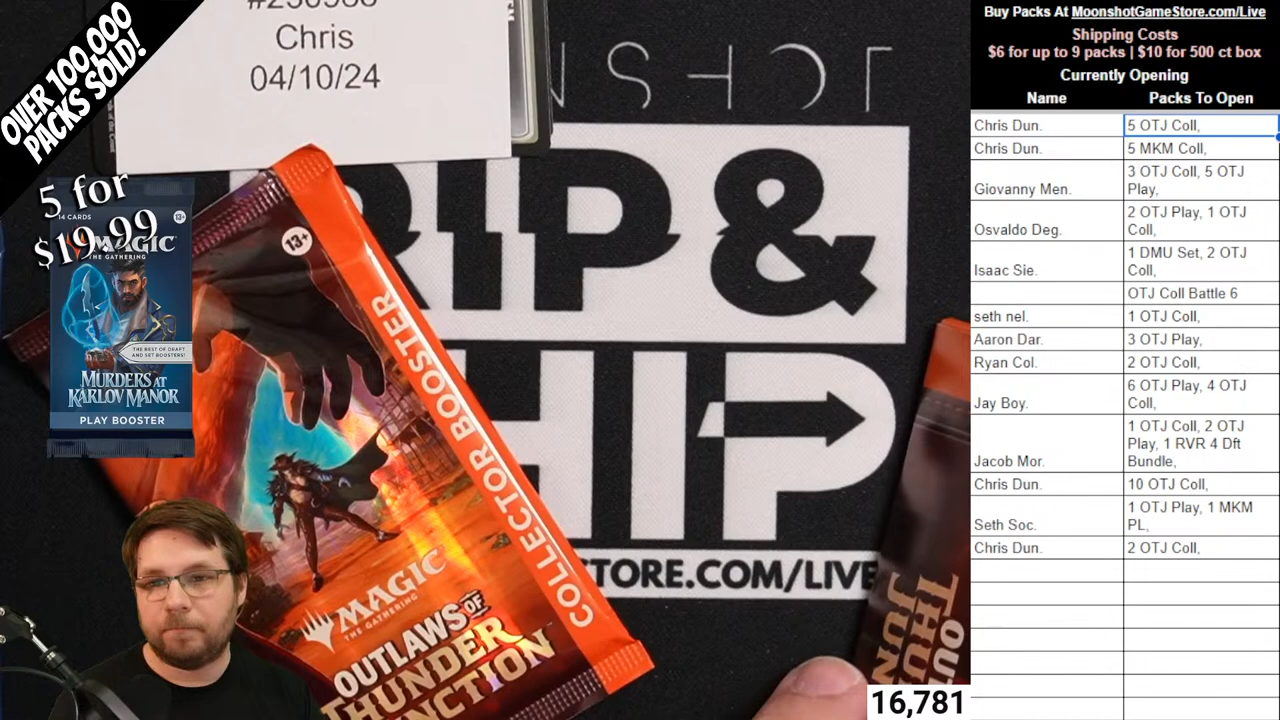 OVER 100,000
PACKS SOLD!
5 for
$19.99
14 CARDS
13+
MAGIC
THE GATHERING
THE BEST OF DRAFT
AND SET BOOSTERS!
MURDERS AT
KARLOV MANOR
PLAY BOOSTER
Chris
04/10/24
RIP &
SHIP
STORE.COM/LIVE
13+
COLLECTOR BOOSTER
MAGIC
THE GATHERING
OUTLAWS OF
THUNDER
JUNCTION
OU
THUN
JUN
16,781
Buy Packs At MoonshotGameStore.com/Live
Shipping Costs
$6 for up to 9 packs | $10 for 500 ct box
Currently Opening
Name Packs To Open
Chris Dun. 5 OTJ Coll,
Chris Dun. 5 MKM Coll,
Giovanny Men. 3 OTJ Coll, 5 OTJ
Play,
Osvaldo Deg. 2 OTJ Play, 1 OTJ
Coll,
Isaac Sie. 1 DMU Set, 2 OTJ
Coll,
OTJ Coll Battle 6
seth nel. 1 OTJ Coll,
Aaron Dar. 3 OTJ Play,
Ryan Col. 2 OTJ Coll,
Jay Boy. 6 OTJ Play, 4 OTJ
Coll,
Jacob Mor. 1 OTJ Coll, 2 OTJ
Play, 1 RVR 4 Dft
Bundle,
Chris Dun. 10 OTJ Coll,
Seth Soc. 1 OTJ Play, 1 MKM
PL,
Chris Dun. 2 OTJ Coll,